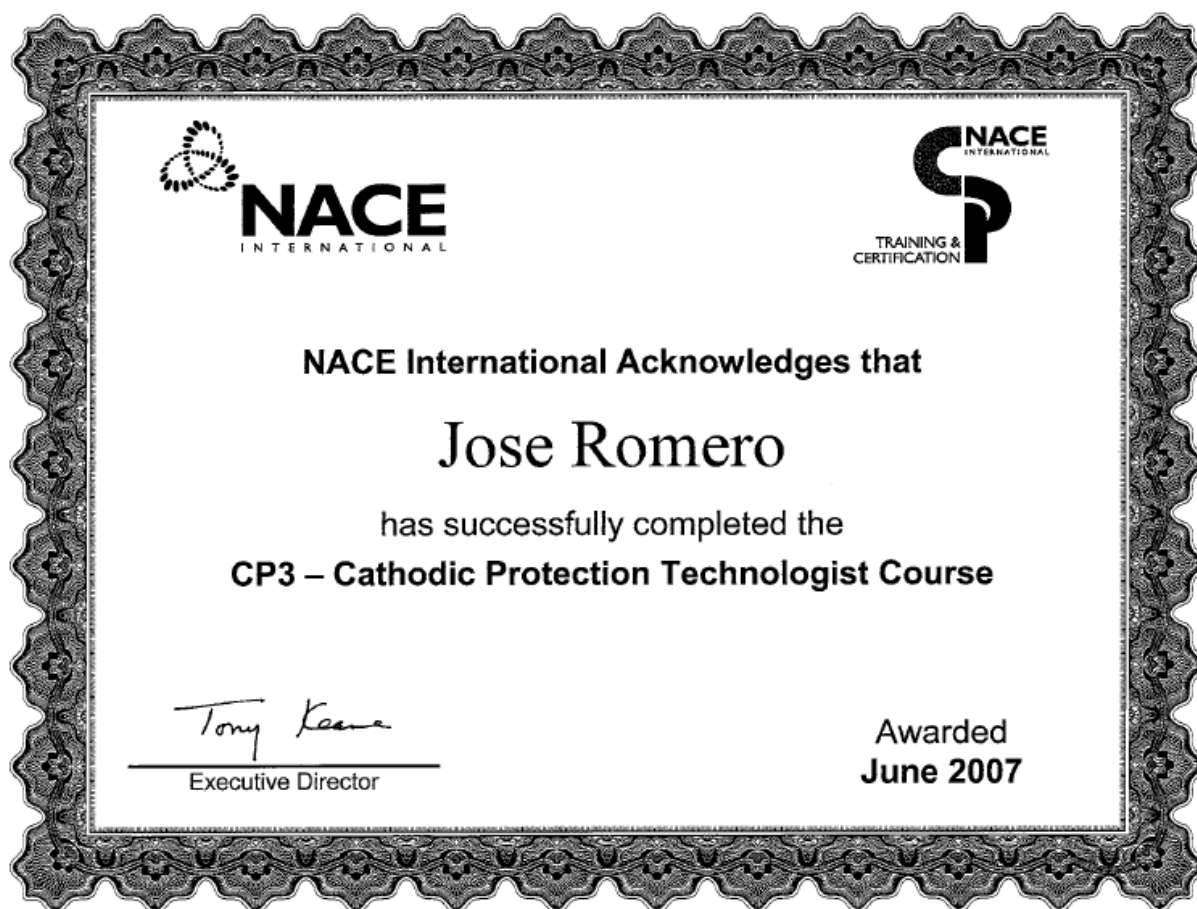 NACE
INTERNATIONAL
NACE
INTERNATIONAL
CP
TRAINING &
CERTIFICATION
NACE International Acknowledges that
Jose Romero
has successfully completed the
CP3 – Cathodic Protection Technologist Course
Tony Keane
Executive Director
Awarded
June 2007